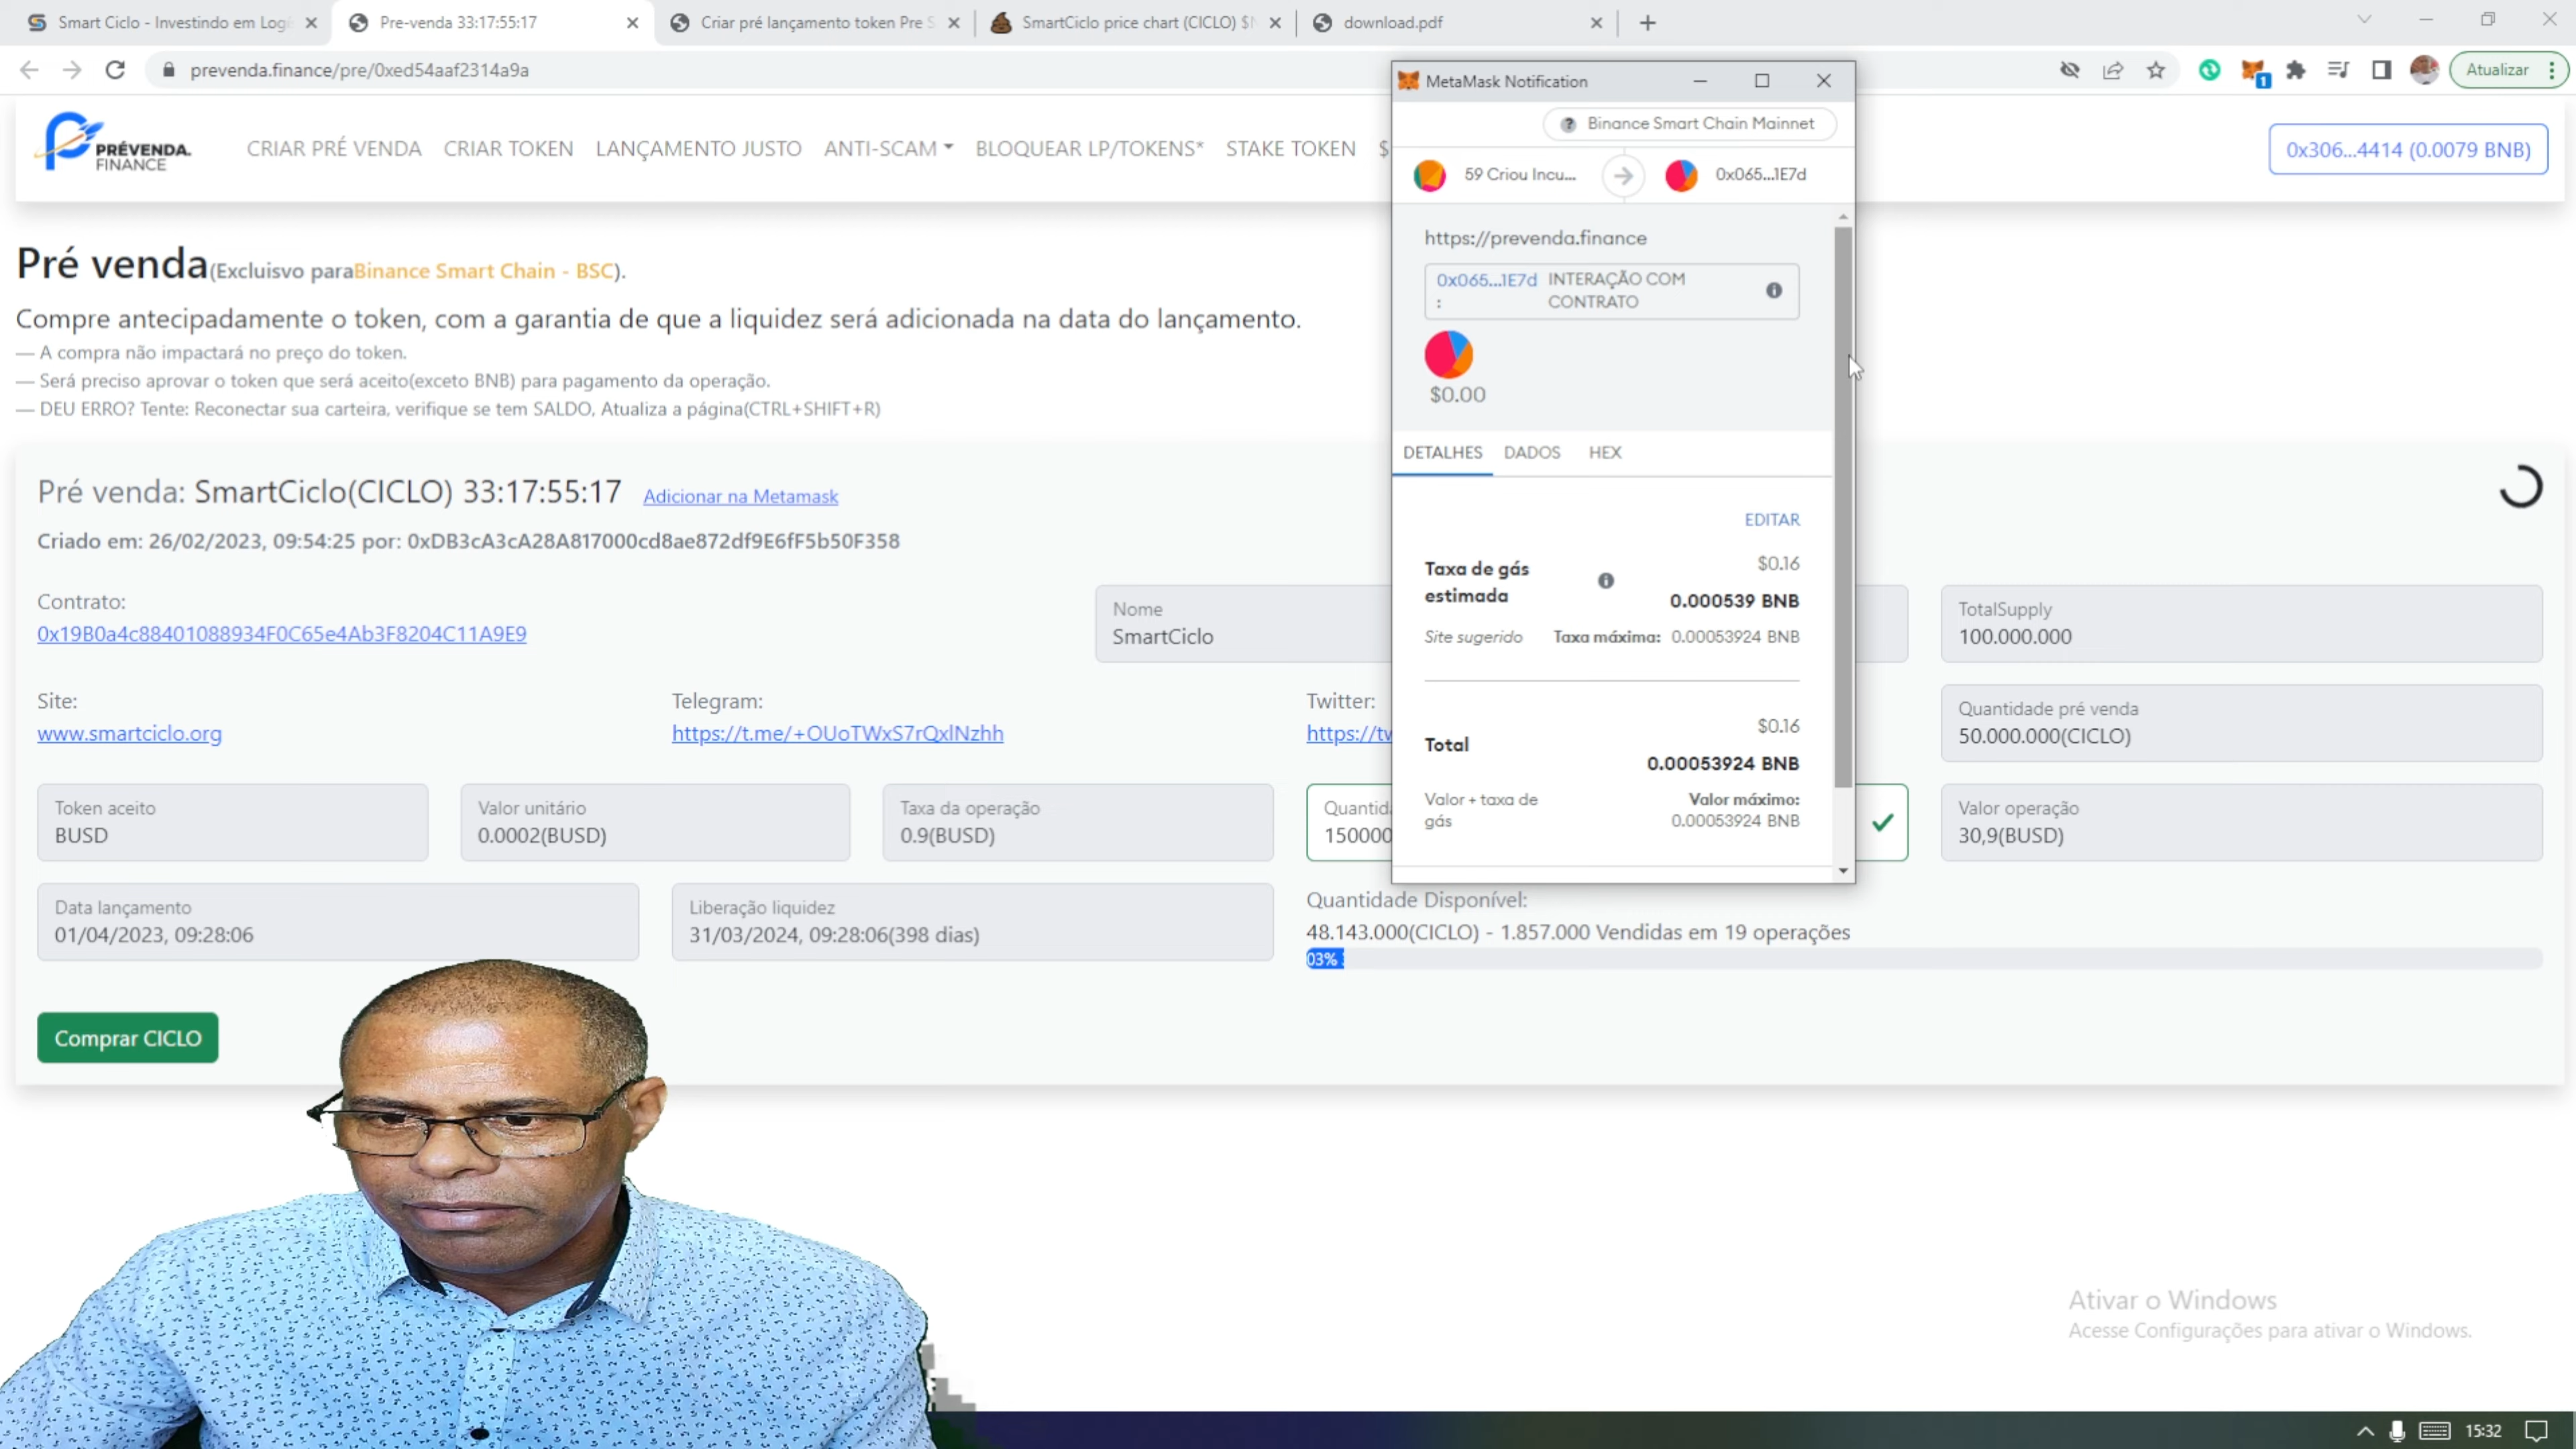 Smart Ciclo - Investindo em Logí
Pre-venda 33:17:55:17
Criar pré lançamento token Pre S
SmartCiclo price chart (CICLO) $
download.pdf
prevenda.finance/pre/0xed54aaf2314a9a
1
Atualizar
PRÉVENDA.
FINANCE
CRIAR PRÉ VENDA
CRIAR TOKEN
LANÇAMENTO JUSTO
ANTI-SCAM
BLOQUEAR LP/TOKENS*
STAKE TOKEN
$
0x306...4414 (0.0079 BNB)
Pré venda(Excluisvo paraBinance Smart Chain - BSC).
Compre antecipadamente o token, com a garantia de que a liquidez será adicionada na data do lançamento.
— A compra não impactará no preço do token.
— Será preciso aprovar o token que será aceito(exceto BNB) para pagamento da operação.
— DEU ERRO? Tente: Reconectar sua carteira, verifique se tem SALDO, Atualiza a página(CTRL+SHIFT+R)
Pré venda: SmartCiclo(CICLO) 33:17:55:17 Adicionar na Metamask
Criado em: 26/02/2023, 09:54:25 por: 0xDB3cA3cA28A817000cd8ae872df9E6fF5b50F358
Contrato:
0x19B0a4c88401088934F0C65e4Ab3F8204C11A9E9
Nome
SmartCiclo
TotalSupply
100.000.000
Site:
www.smartciclo.org
Telegram:
https://t.me/+OUoTWxS7rQxlNzhh
Twitter:
https://tw
Quantidade pré venda
50.000.000(CICLO)
Token aceito
BUSD
Valor unitário
0.0002(BUSD)
Taxa da operação
0.9(BUSD)
Quantida
150000
Valor operação
30,9(BUSD)
Data lançamento
01/04/2023, 09:28:06
Liberação liquidez
31/03/2024, 09:28:06(398 dias)
Quantidade Disponível:
48.143.000(CICLO) - 1.857.000 Vendidas em 19 operações
03%
Comprar CICLO
MetaMask Notification
Binance Smart Chain Mainnet
59 Criou Incu...
0x065...1E7d
https://prevenda.finance
0x065...1E7d INTERAÇÃO COM
: CONTRATO
$0.00
DETALHES
DADOS
HEX
EDITAR
Taxa de gás
estimada
$0.16
0.000539 BNB
Site sugerido
Taxa máxima: 0.00053924 BNB
Total
$0.16
0.00053924 BNB
Valor + taxa de
gás
Valor máximo:
0.00053924 BNB
Ativar o Windows
Acesse Configurações para ativar o Windows.
15:32